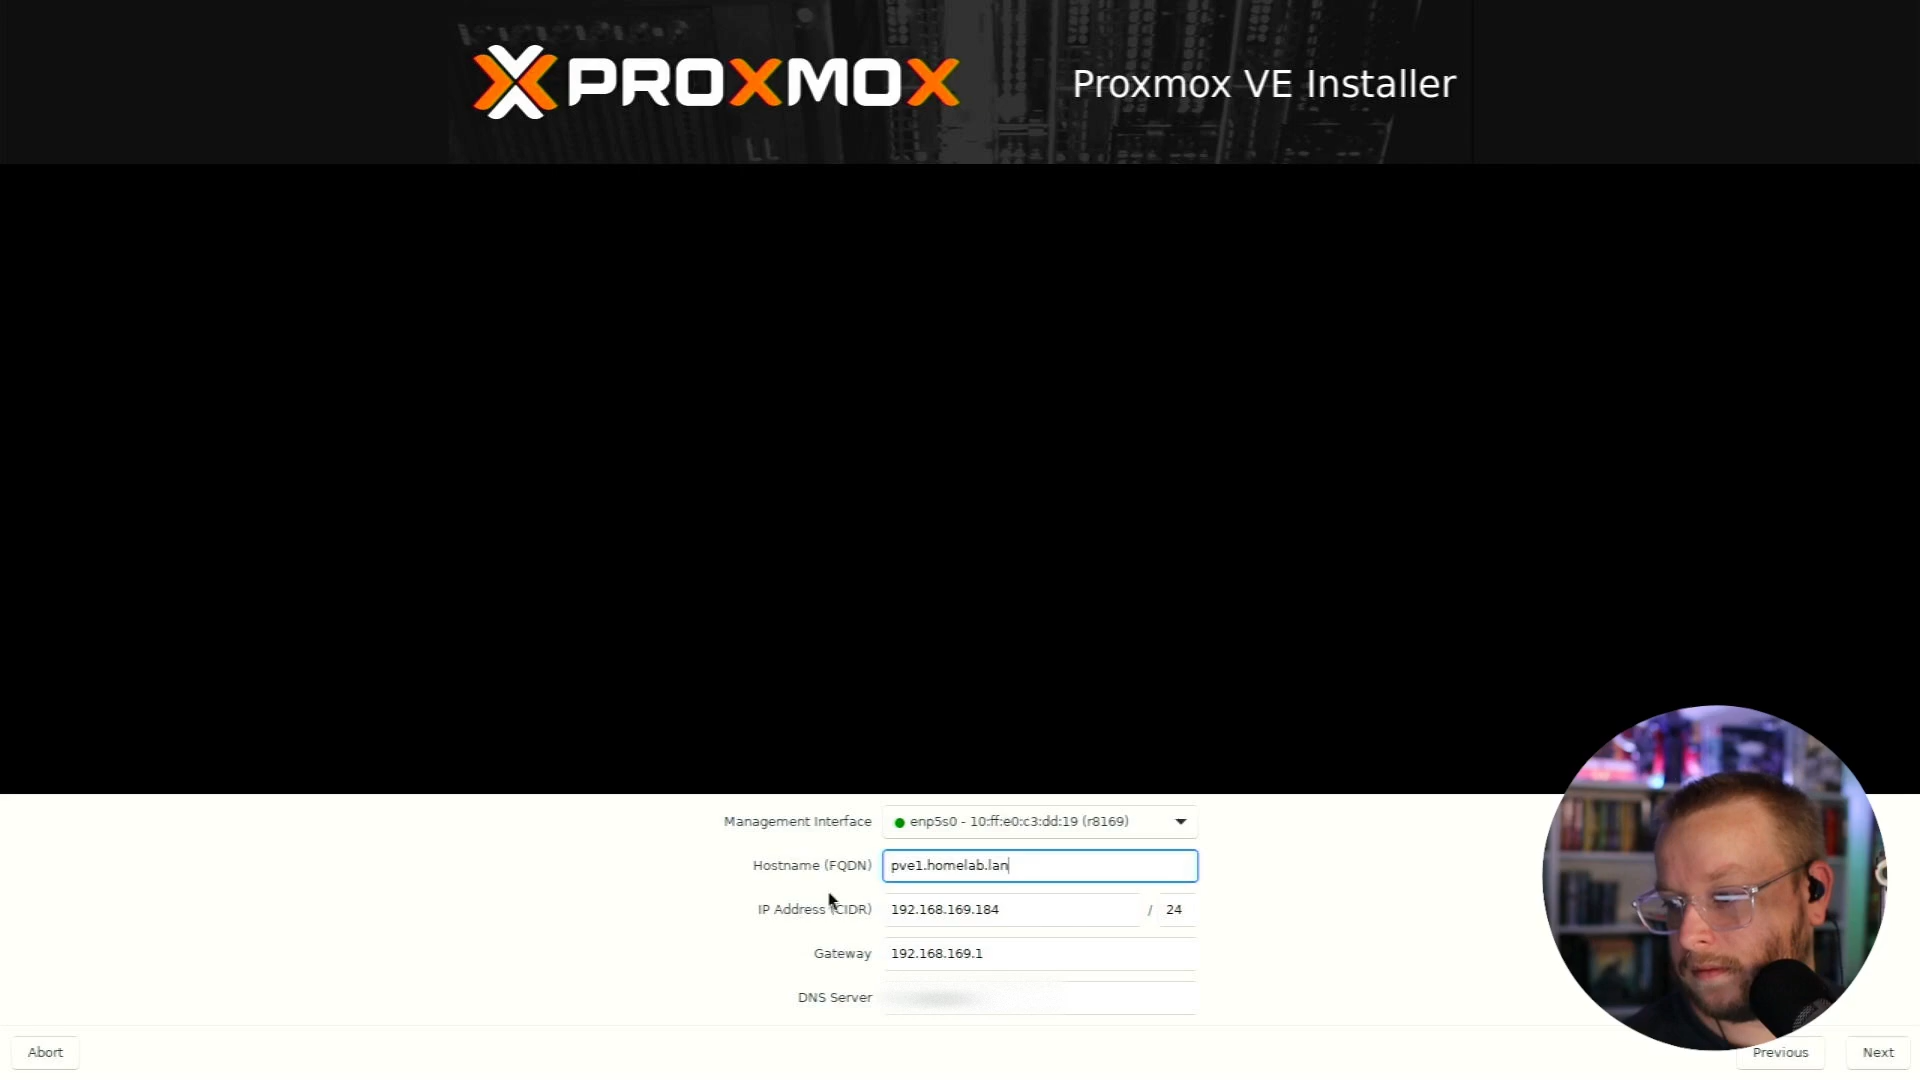 PROXMOX
Proxmox VE Installer
Management Interface
enp5s0 - 10:ff:e0:c3:dd:19 (r8169)
Hostname (FQDN)
pve1.homelab.lan
IP Address (CIDR)
192.168.169.184 / 24
Gateway
192.168.169.1
DNS Server
Abort
Previous
Next